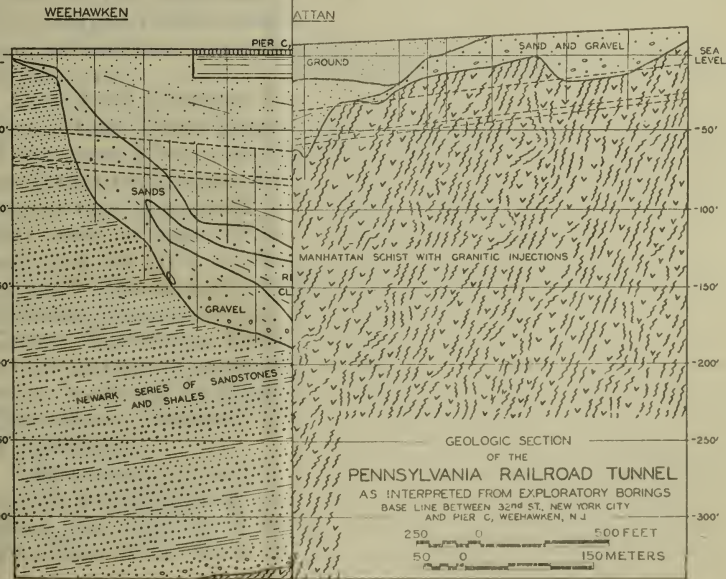 WEEHAWKEN
ATTAN
PIER C,
GROUND
SAND AND GRAVEL
SEA
LEVEL
-50'
SANDS
-100'
MANHATTAN SCHIST WITH GRANITIC INJECTIONS
-150'
GRAVEL
-200'
NEWARK SERIES OF SANDSTONES
AND SHALES
-250'
-300'
GEOLOGIC SECTION
OF THE
PENNSYLVANIA RAILROAD TUNNEL
AS INTERPRETED FROM EXPLORATORY BORINGS
BASE LINE BETWEEN 32nd ST., NEW YORK CITY
AND PIER C, WEEHAWKEN, N.J.
250 0 500 FEET
50 0 150 METERS